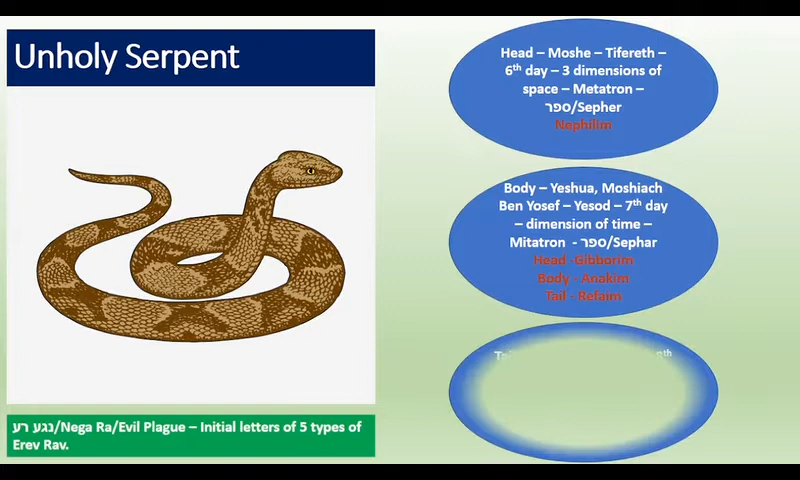 Unholy Serpent
נגע רע/Nega Ra/Evil Plague – Initial letters of 5 types of
Erev Rav.
Head – Moshe – Tifereth –
6th day – 3 dimensions of
space – Metatron –
ספר/Sepher
Nephilim
Body – Yeshua, Moshiach
Ben Yosef – Yesod – 7th day
– dimension of time –
Mitatron - ספר/Sephar
Head -Gibborim
Body - Anakim
Tail - Refaim